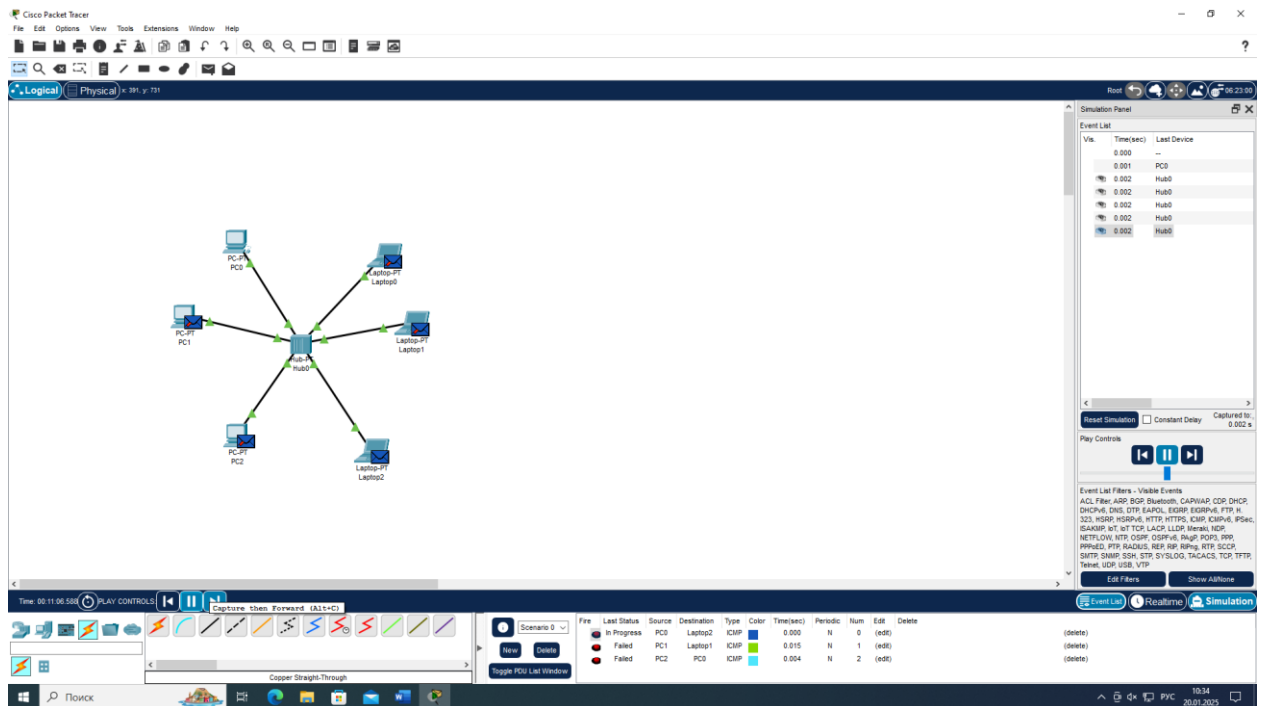 Cisco Packet Tracer
File Edit Options View Tools Extensions Window Help
?
Logical Physical x: 391, y: 731 Root 06:23:00
Simulation Panel
Event List
Vis. Time(sec) Last Device
0.000 --
0.001 PC0
0.002 Hub0
0.002 Hub0
0.002 Hub0
0.002 Hub0
0.002 Hub0
PC-PT
PC0
Laptop-PT
Laptop0
PC-PT
PC1
Laptop-PT
Laptop1
Hub-PT
Hub0
PC-PT
PC2
Laptop-PT
Laptop2
Reset Simulation Constant Delay Captured to:
0.002 s
Play Controls
Event List Filters - Visible Events
ACL Filter, ARP, BGP, Bluetooth, CAPWAP, CDP, DHCP,
DHCPv6, DNS, DTP, EAPOL, EIGRP, EIGRPv6, FTP, H.
323, HSRP, HSRPv6, HTTP, HTTPS, ICMP, ICMPv6, IPSec,
ISAKMP, IoT, IoT TCP, LACP, LLDP, Meraki, NDP,
NETFLOW, NTP, OSPF, OSPFv6, PAgP, POP3, PPP,
PPPoED, PTP, RADIUS, REP, RIP, RIPng, RTP, SCCP,
SMTP, SNMP, SSH, STP, SYSLOG, TACACS, TCP, TFTP,
Telnet, UDP, USB, VTP
Edit Filters Show All/None
Time: 00:11:06.588 PLAY CONTROLS: Event List Realtime Simulation
Capture then Forward (Alt+C)
Scenario 0
New Delete
Toggle PDU List Window
Fire Last Status Source Destination Type Color Time(sec) Periodic Num Edit Delete
In Progress PC0 Laptop2 ICMP 0.000 N 0 (edit) (delete)
Failed PC1 Laptop1 ICMP 0.015 N 1 (edit) (delete)
Failed PC2 PC0 ICMP 0.004 N 2 (edit) (delete)
Copper Straight-Through
Поиск
РУС
10:34
20.01.2025